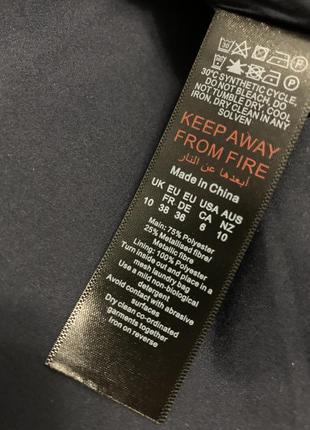 30°C SYNTHETIC CYCLE,
DO NOT BLEACH, DO
NOT TUMBLE DRY, COOL
IRON, DRY CLEAN IN ANY
SOLVEN
KEEP AWAY
FROM FIRE
أبعدها عن النار
Made in China
UK EU EU USA AUS
FR DE CA NZ
10 38 36 6 10
Main: 75% Polyester
25% Metallised fibre/
Metallic fibre
Lining: 100% Polyester
Turn inside out and place in a
mesh laundry bag
Use a mild non-biological
detergent
Avoid contact with abrasive
surfaces
Dry clean co-ordinated
garments together
Iron on reverse